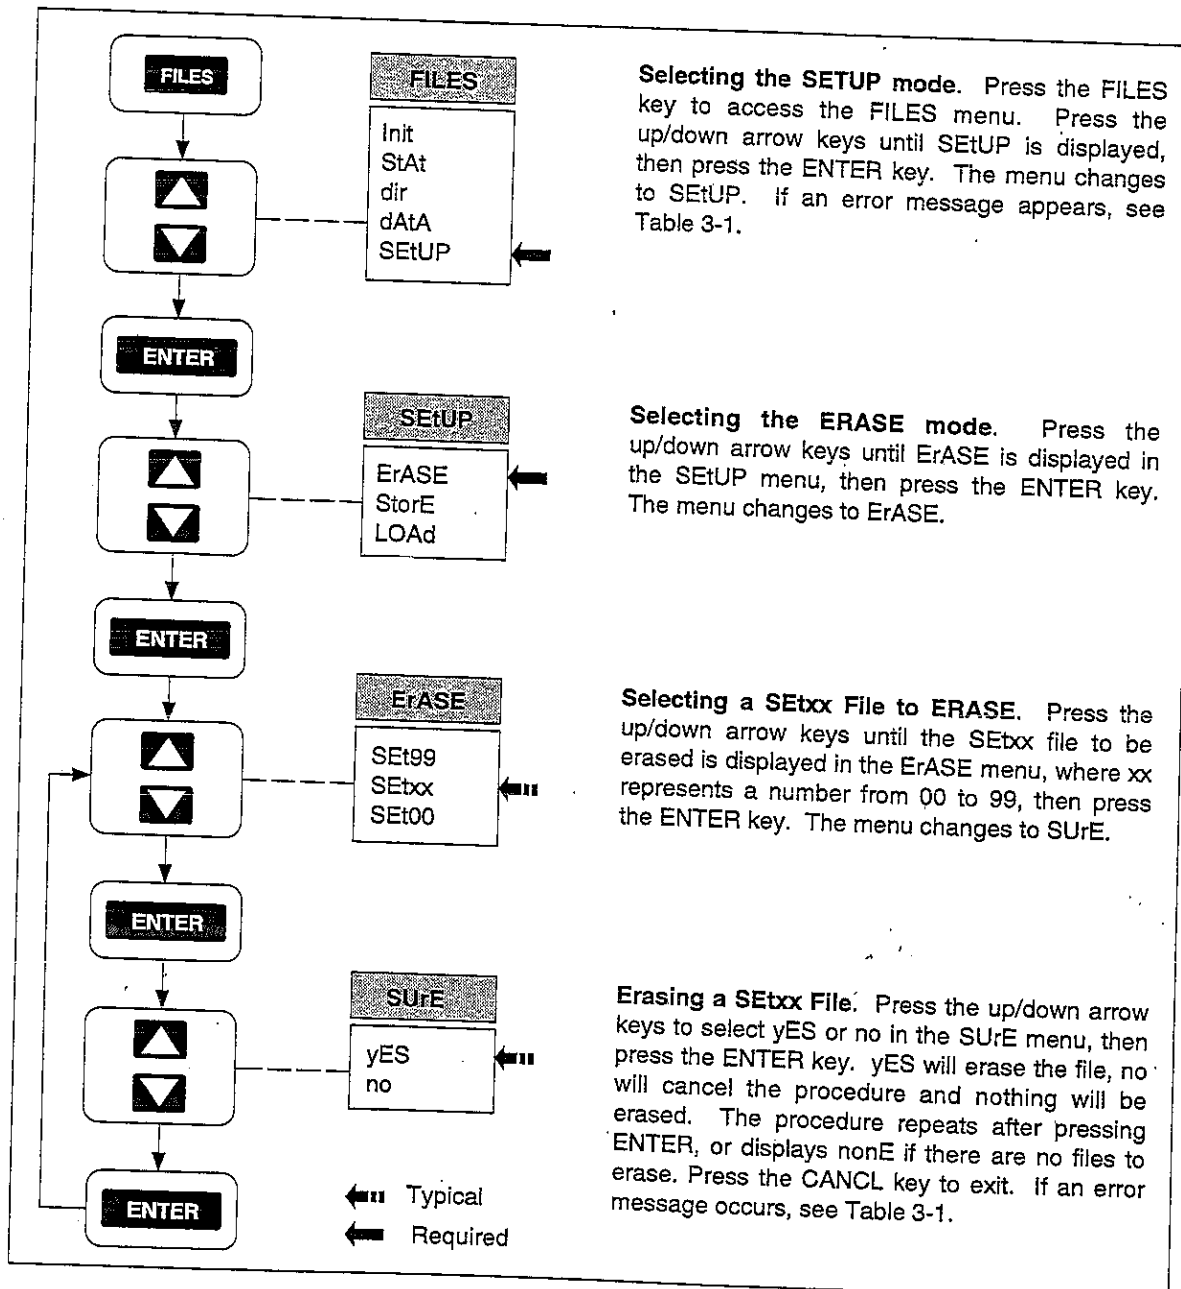 FILES
FILES
Init
StAt
dir
dAtA
SEtUP
Selecting the SETUP mode. Press the FILES
key to access the FILES menu. Press the
up/down arrow keys until SEtUP is displayed,
then press the ENTER key. The menu changes
to SEtUP. If an error message appears, see
Table 3-1.
ENTER
SEtUP
ErASE
StorE
LOAd
Selecting the ERASE mode. Press the
up/down arrow keys until ErASE is displayed in
the SEtUP menu, then press the ENTER key.
The menu changes to ErASE.
ENTER
ErASE
SEt99
SEtxx
SEt00
Selecting a SEtxx File to ERASE. Press the
up/down arrow keys until the SEtxx file to be
erased is displayed in the ErASE menu, where xx
represents a number from 00 to 99, then press
the ENTER key. The menu changes to SUrE.
ENTER
SUrE
yES
no
Erasing a SEtxx File. Press the up/down arrow
keys to select yES or no in the SUrE menu, then
press the ENTER key. yES will erase the file, no
will cancel the procedure and nothing will be
erased. The procedure repeats after pressing
ENTER, or displays nonE if there are no files to
erase. Press the CANCL key to exit. If an error
message occurs, see Table 3-1.
ENTER
Typical
Required